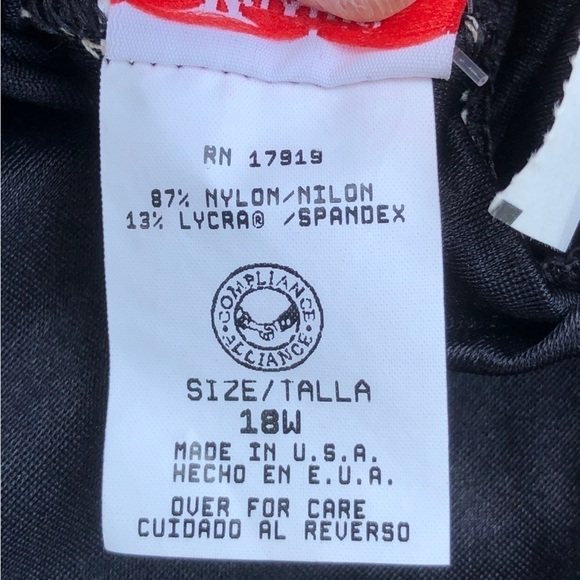 RN 17919
87% NYLON/NILON
13% LYCRA® /SPANDEX
COMPLIANCE
· ALLIANCE ·
SIZE/TALLA
18W
MADE IN U.S.A.
HECHO EN E.U.A.
OVER FOR CARE
CUIDADO AL REVERSO